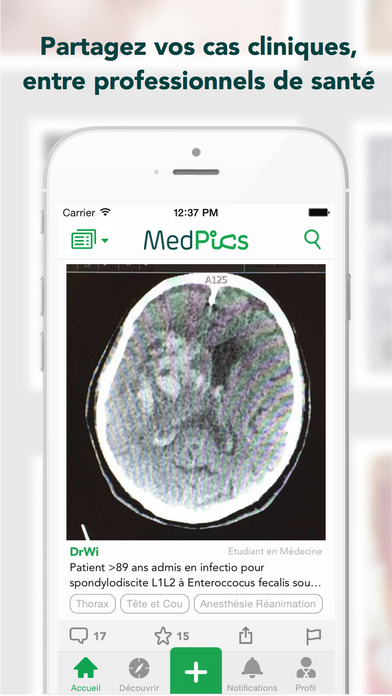 Partagez vos cas cliniques,
entre professionnels de santé
Carrier 12:37 PM
MedPics
A125
DrWi Etudiant en Médecine
Patient >89 ans admis en infectio pour
spondylodiscite L1L2 à Enteroccocus fecalis sou…
Thorax Tête et Cou Anesthésie Réanimation
17 15
Accueil Découvrir Notifications Profil